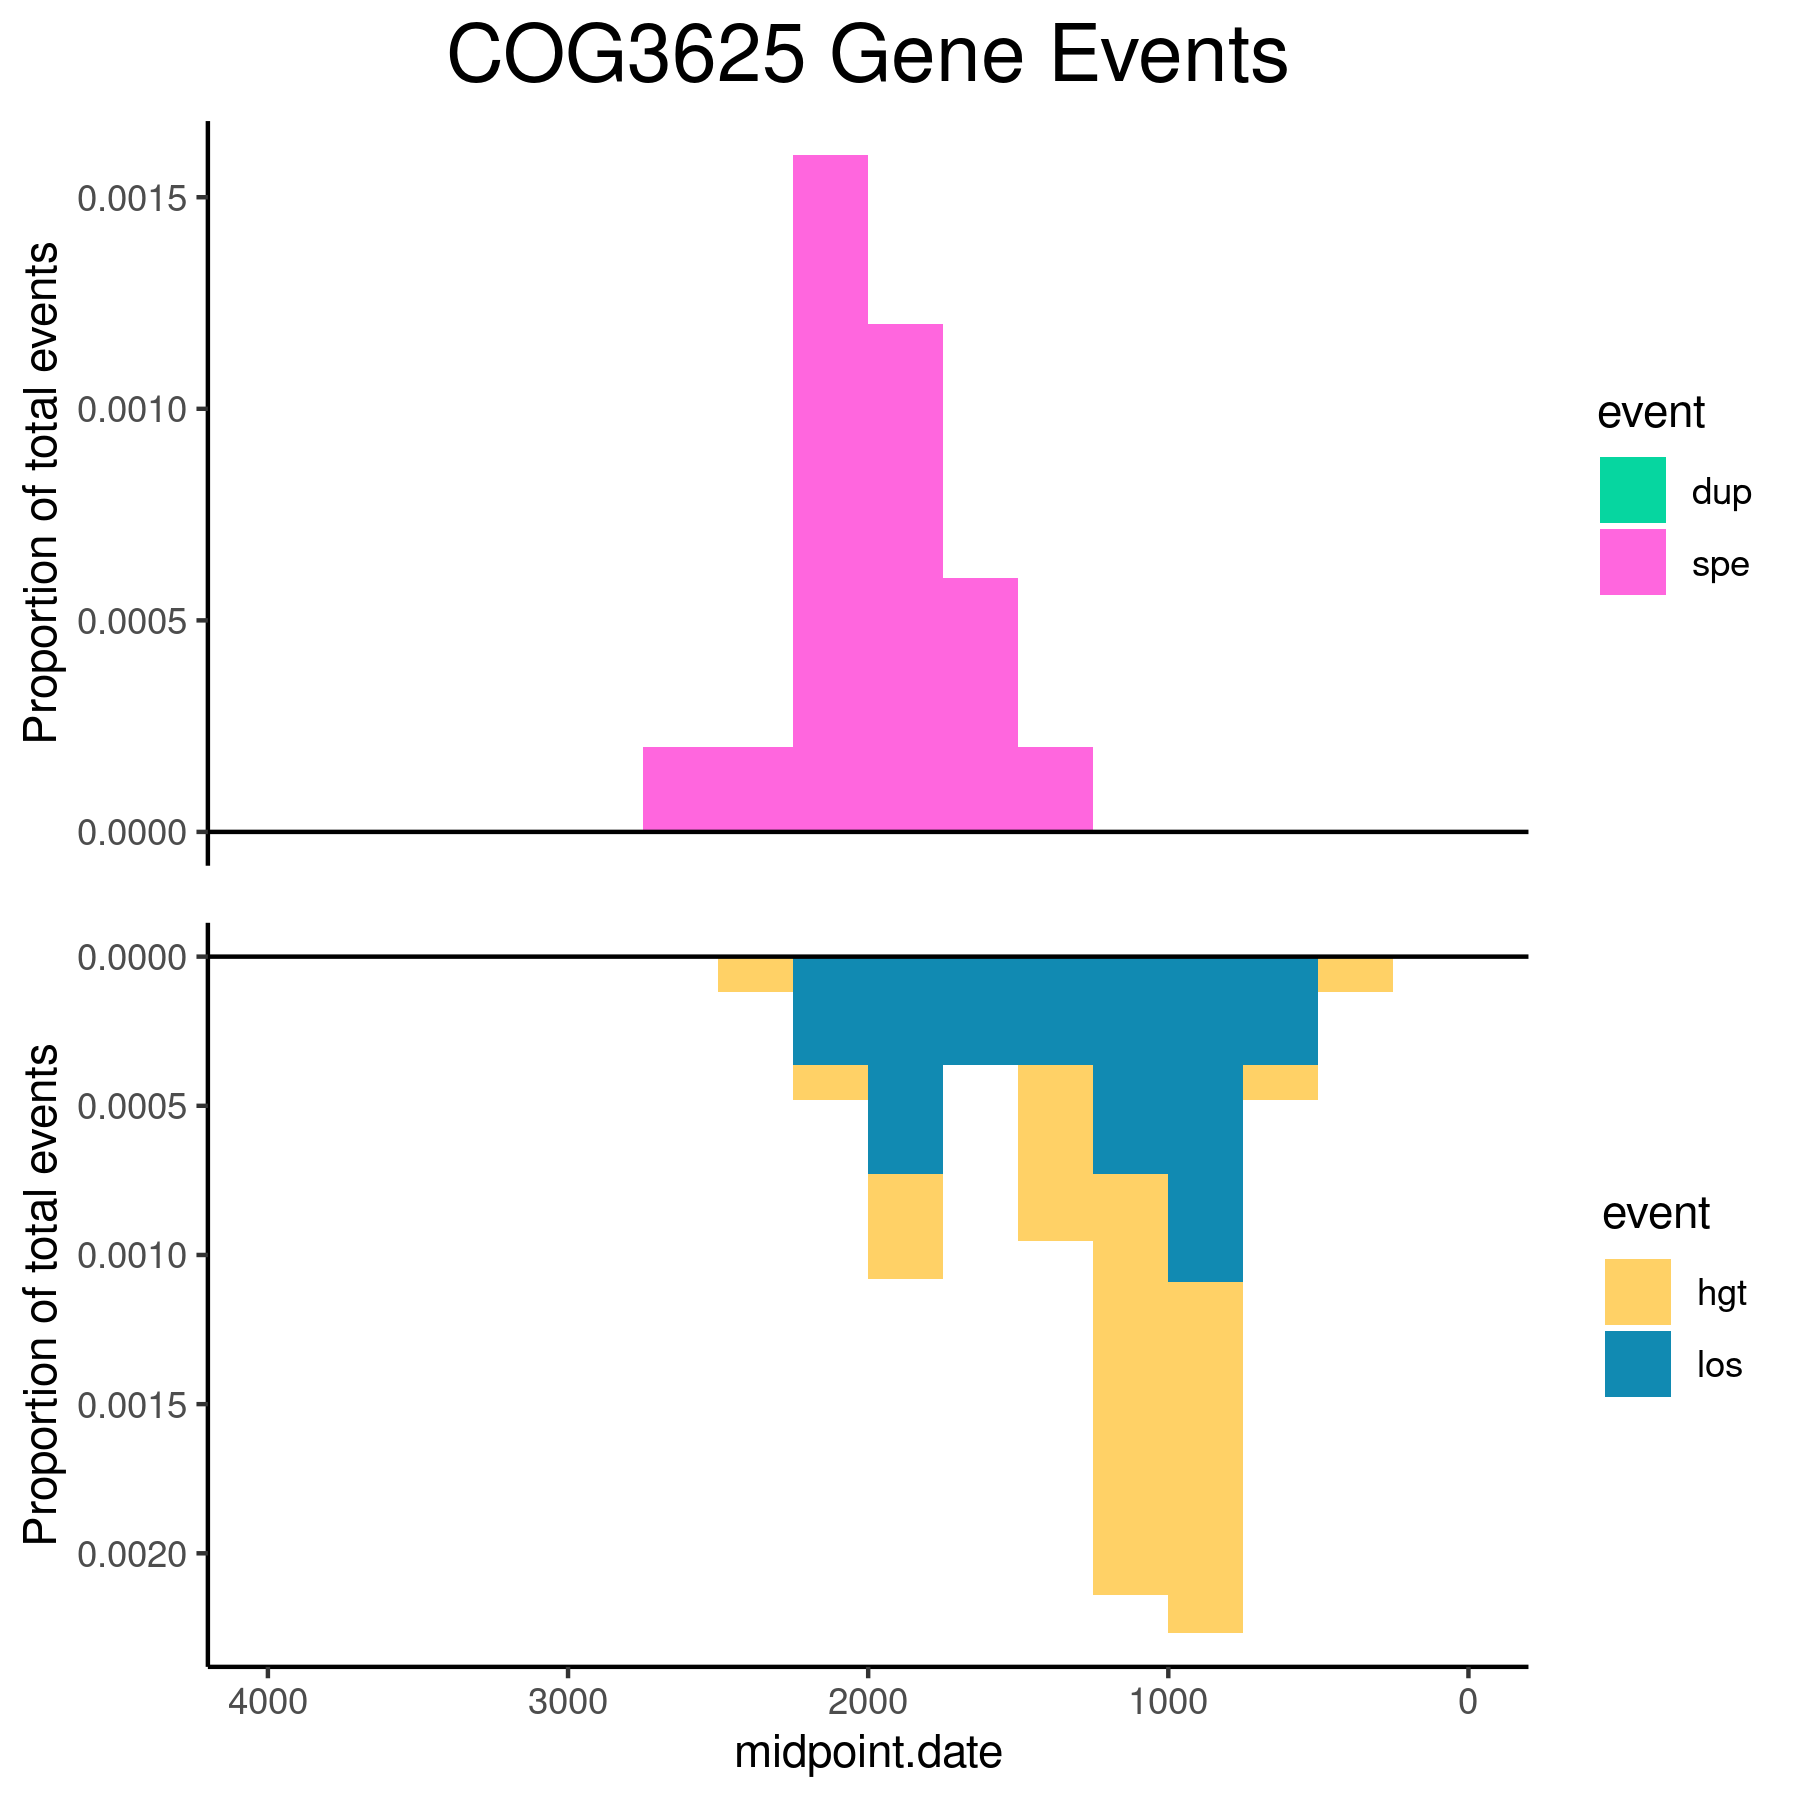 COG3625 Gene Events
Proportion of total events
0.0015
0.0010
0.0005
0.0000
event
dup
spe
Proportion of total events
0.0000
0.0005
0.0010
0.0015
0.0020
event
hgt
los
4000 3000 2000 1000 0
midpoint.date